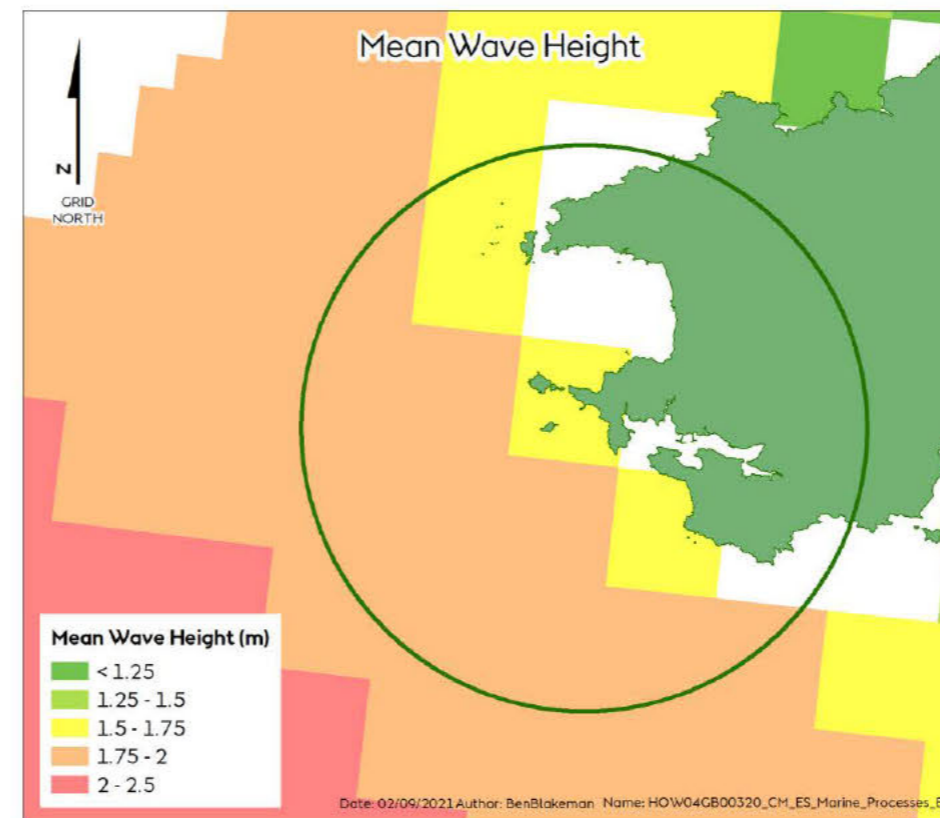 Mean Wave Height
N
GRID
NORTH
Mean Wave Height (m)
< 1.25
1.25 - 1.5
1.5 - 1.75
1.75 - 2
2 - 2.5
Date: 02/09/2021 Author: BenBlakeman Name: HOW04GB00320_CM_ES_Marine_Processes_E